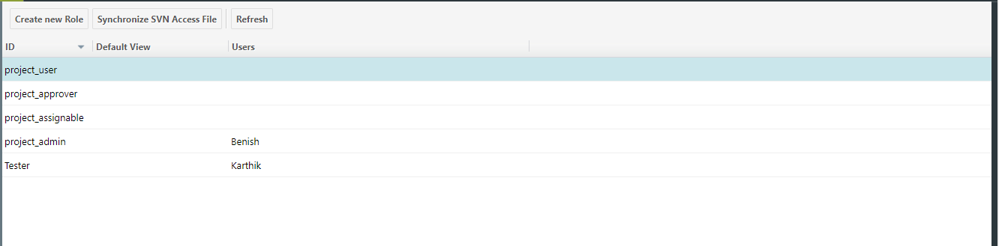 Create new Role Synchronize SVN Access File Refresh
ID Default View Users
project_user
project_approver
project_assignable
project_admin Benish
Tester Karthik